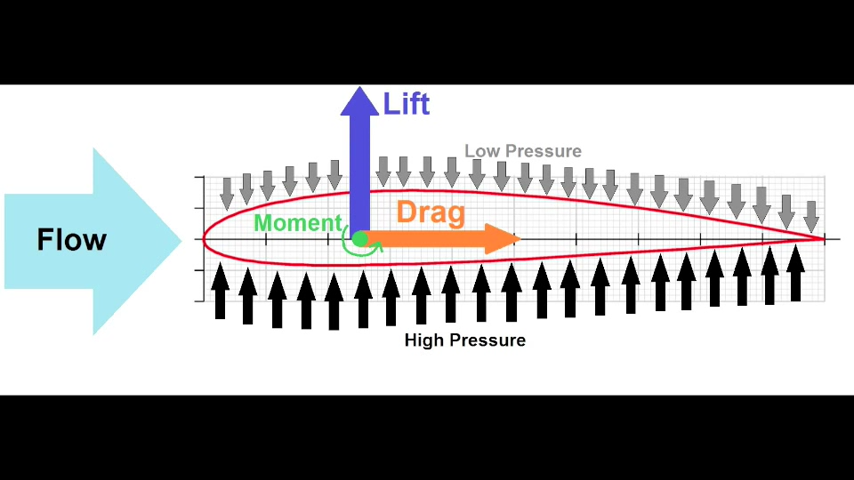 Lift
Low Pressure
Drag
Moment
Flow
High Pressure